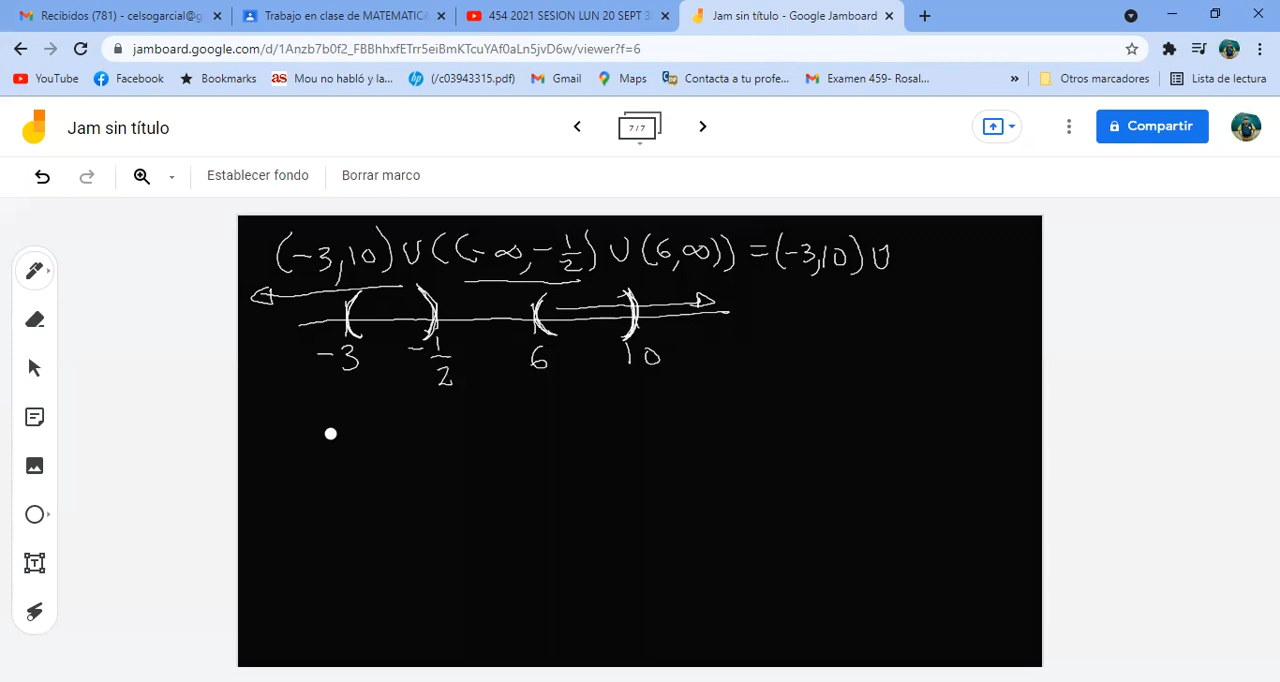 Recibidos (781) - celsogarcial@g
Trabajo en clase de MATEMATICA
454 2021 SESION LUN 20 SEPT 3
Jam sin título - Google Jamboard
jamboard.google.com/d/1Anzb7b0f2_FBBhhxfETrr5eiBmKTcuYAf0aLn5jvD6w/viewer?f=6
YouTube
Facebook
Bookmarks
as Mou no habló y la...
(/c03943315.pdf)
Gmail
Maps
Contacta a tu profe...
Examen 459- Rosal...
»
Otros marcadores
Lista de lectura
Jam sin título
7 / 7
Compartir
Establecer fondo
Borrar marco
(-3,10) ∪ ((-∞,-1/2) ∪ (6,∞)) = (-3,10) ∪
-3 -1/2 6 10